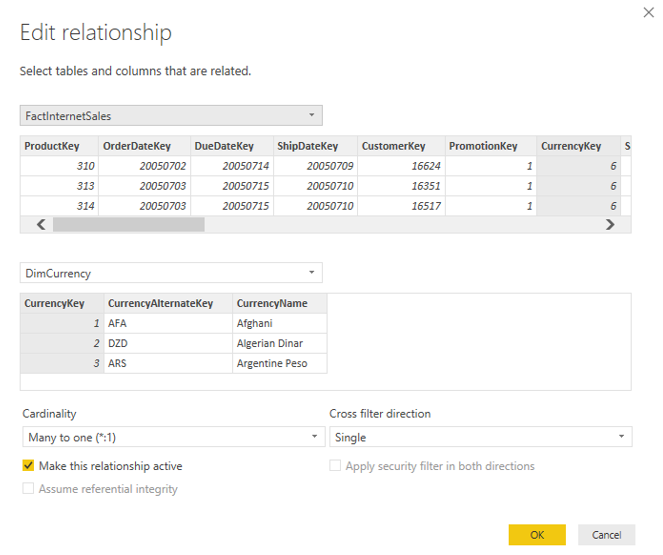 Edit relationship
Select tables and columns that are related.
FactInternetSales
ProductKey OrderDateKey DueDateKey ShipDateKey CustomerKey PromotionKey CurrencyKey S
310 20050702 20050714 20050709 16624 1 6
313 20050703 20050715 20050710 16351 1 6
314 20050703 20050715 20050710 16517 1 6
DimCurrency
CurrencyKey CurrencyAlternateKey CurrencyName
1 AFA Afghani
2 DZD Algerian Dinar
3 ARS Argentine Peso
Cardinality Cross filter direction
Many to one (*:1) Single
Make this relationship active Apply security filter in both directions
Assume referential integrity
OK Cancel